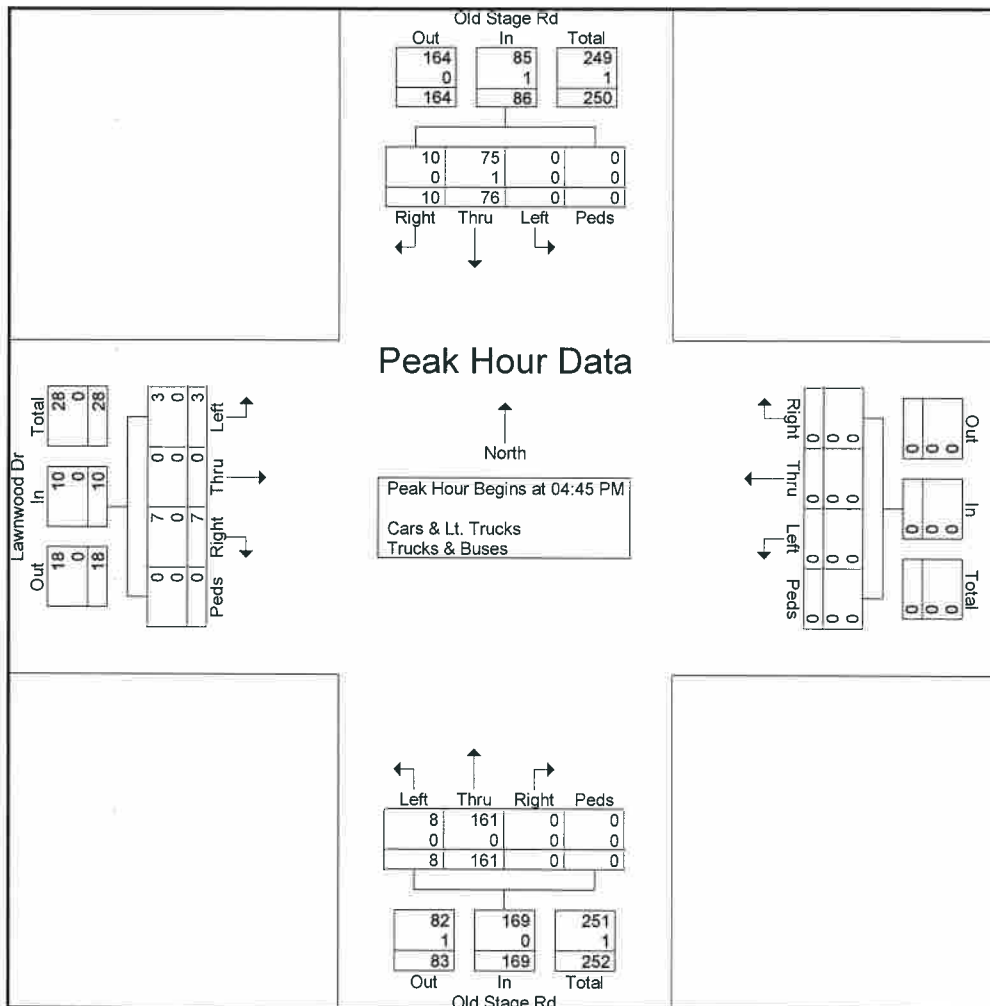 Old Stage Rd
Out In Total
164 85 249
0 1 1
164 86 250
10 75 0 0
0 1 0 0
10 76 0 0
Right Thru Left Peds
Peak Hour Data
North
Peak Hour Begins at 04:45 PM
Cars & Lt. Trucks
Trucks & Buses
Lawnwood Dr
Out In Total
18 10 28
0 0 0
18 10 28
3 0 7 0
0 0 0 0
3 0 7 0
Left Thru Right Peds
Out In Total
0 0 0
0 0 0
0 0 0
Right Thru Left Peds
0 0 0 0
0 0 0 0
0 0 0 0
Left Thru Right Peds
8 161 0 0
0 0 0 0
8 161 0 0
82 169 251
1 0 1
83 169 252
Out In Total
Old Stage Rd